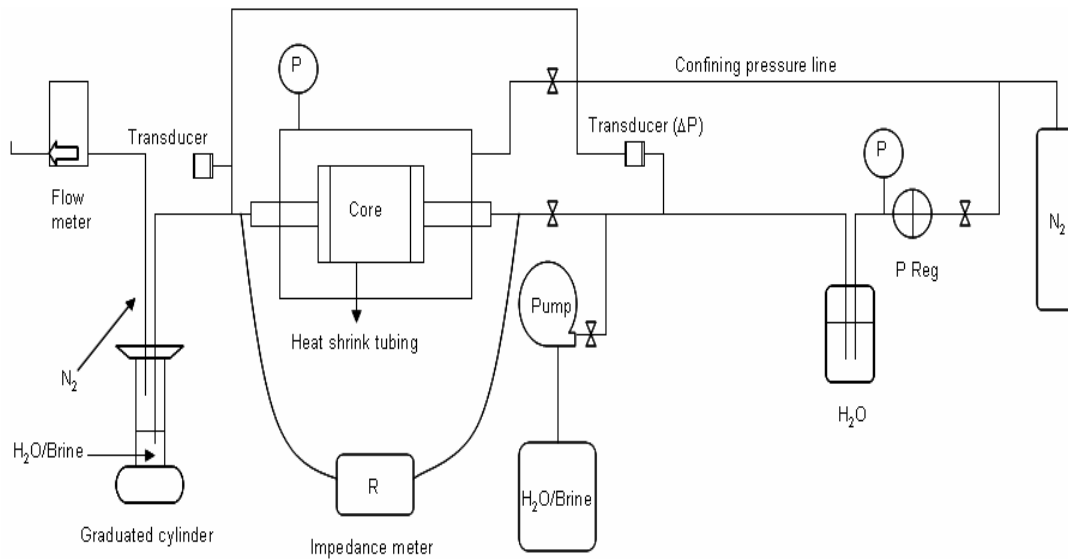 P
Confining pressure line
Transducer
Transducer (ΔP)
P
Flow
meter
Core
N₂
P Reg
Pump
Heat shrink tubing
N₂
H₂O
H₂O/Brine
R
H₂O/Brine
Graduated cylinder
Impedance meter